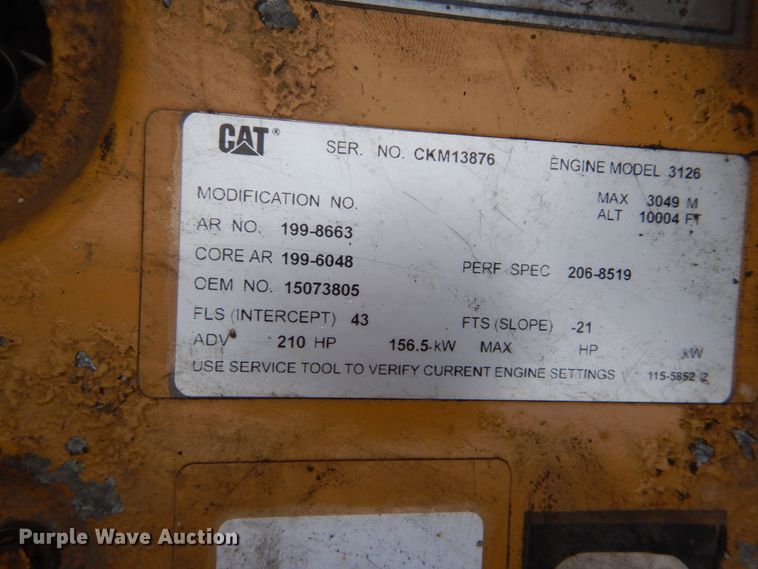 CAT® SER. NO. CKM13876 ENGINE MODEL 3126
MODIFICATION NO. MAX 3049 M
ALT 10004 FT
AR NO. 199-8663
CORE AR 199-6048 PERF SPEC 206-8519
OEM NO. 15073805
FLS (INTERCEPT) 43 FTS (SLOPE) -21
ADV 210 HP 156.5 kW MAX HP kW
USE SERVICE TOOL TO VERIFY CURRENT ENGINE SETTINGS 115-5852 2
Purple Wave Auction